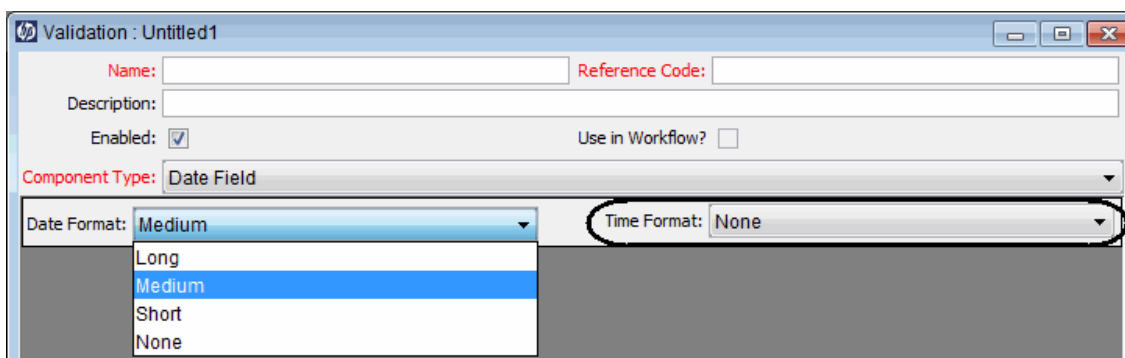 hp Validation : Untitled1
Name: Reference Code:
Description:
Enabled: Use in Workflow?
Component Type: Date Field
Date Format: Medium Time Format: None
Long
Medium
Short
None